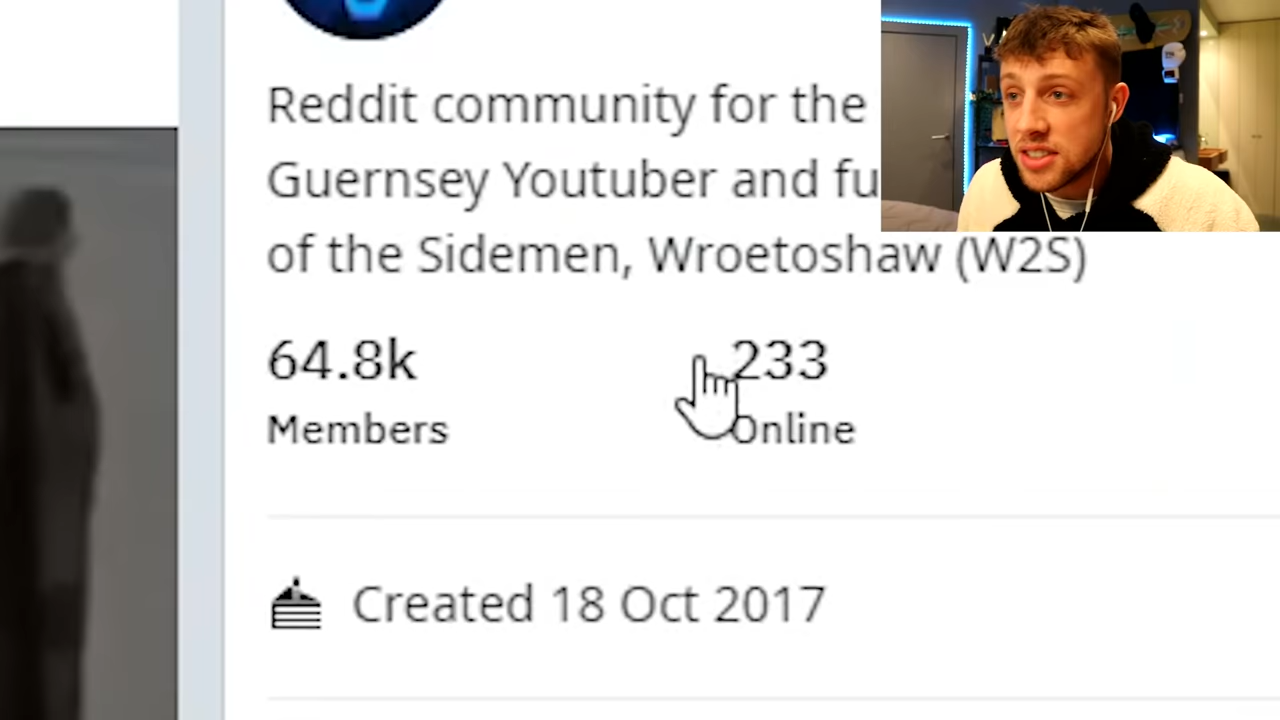 Reddit community for the
Guernsey Youtuber and
of the Sidemen, Wroetoshaw (W2S)
64.8k
233
Members
Online
Created 18 Oct 2017